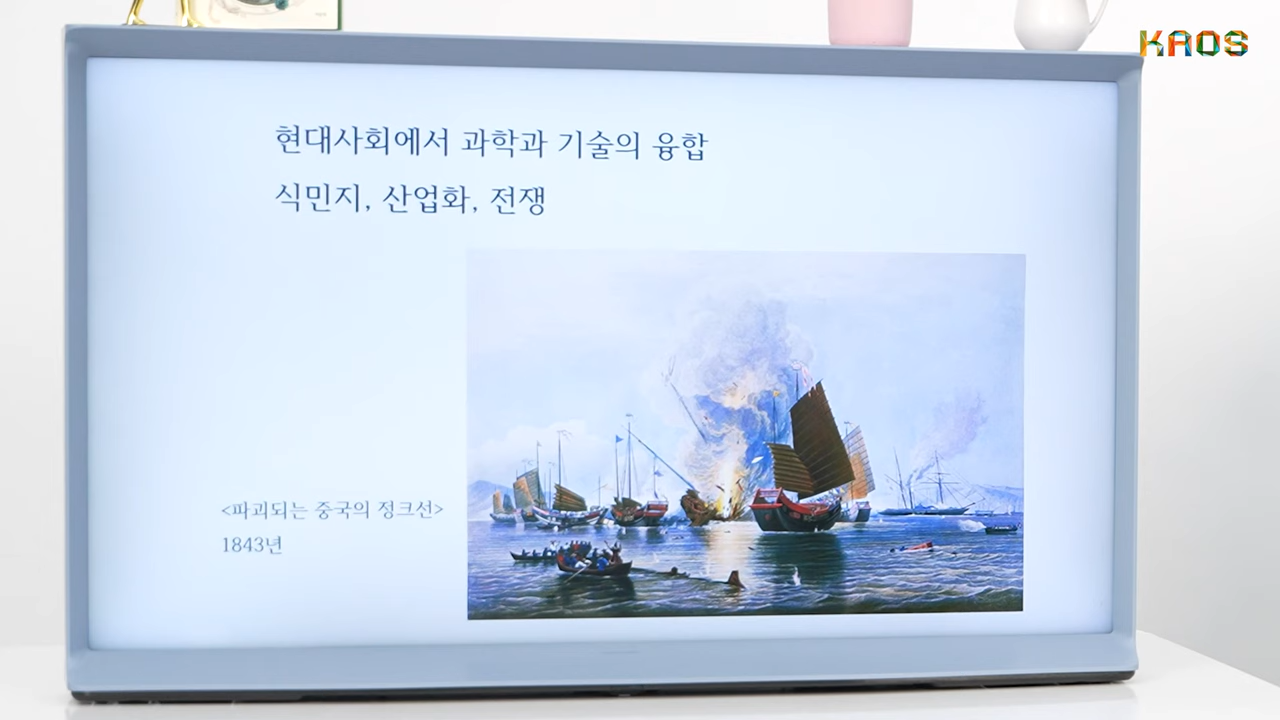 KAOS
현대사회에서 과학과 기술의 융합
식민지, 산업화, 전쟁
<파괴되는 중국의 정크선>
1843년